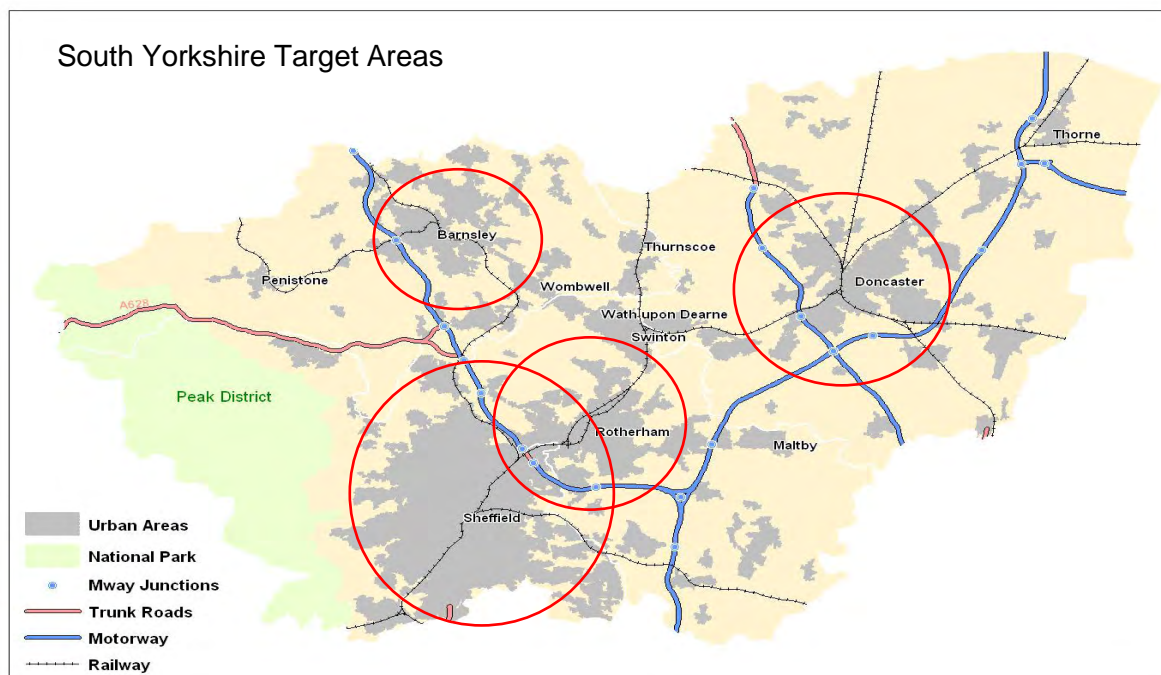 South Yorkshire Target Areas
Thorne
Barnsley
Thurnscoe
Penistone
Doncaster
Wombwell
A628
Wath upon Dearne
Swinton
Peak District
Rotherham
Maltby
Sheffield
Urban Areas
National Park
Mway Junctions
Trunk Roads
Motorway
Railway